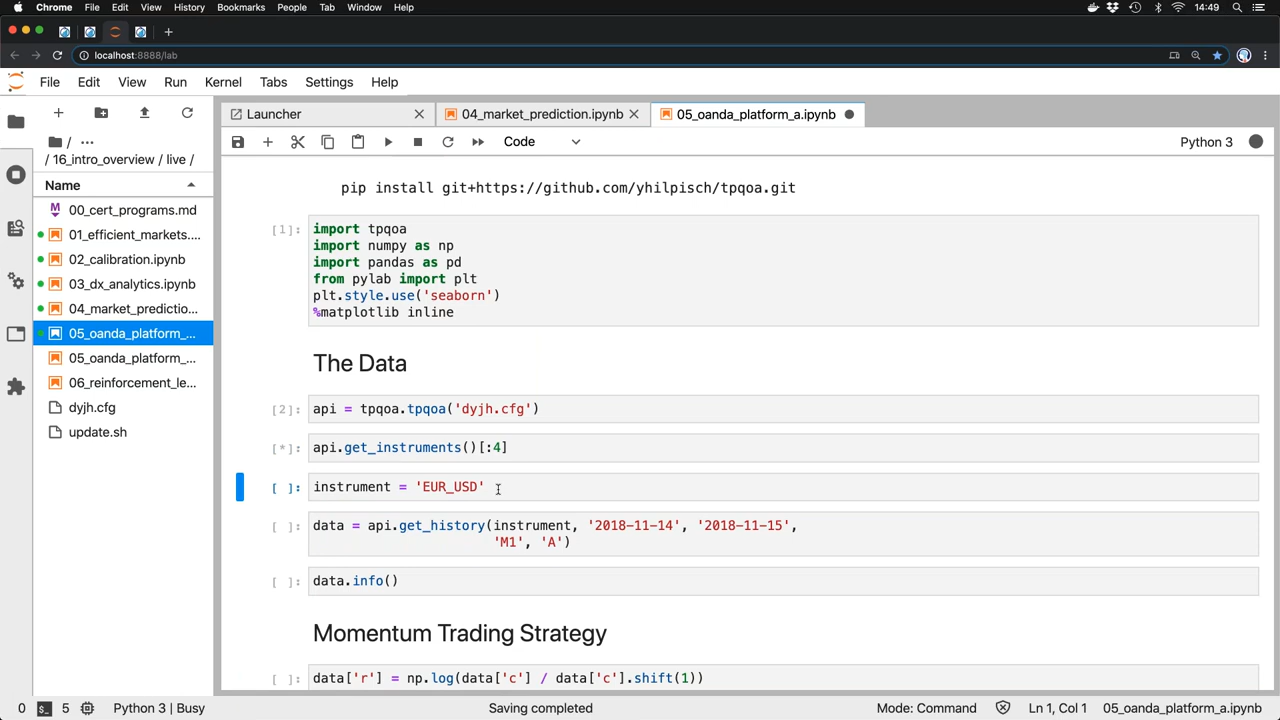 Chrome File Edit View History Bookmarks People Tab Window Help 14:49
localhost:8888/lab
File Edit View Run Kernel Tabs Settings Help
/ ...
/ 16_intro_overview / live /
Name
00_cert_programs.md
01_efficient_markets....
02_calibration.ipynb
03_dx_analytics.ipynb
04_market_predictio...
05_oanda_platform_...
05_oanda_platform_...
06_reinforcement_le...
dyjh.cfg
update.sh
Launcher 04_market_prediction.ipynb 05_oanda_platform_a.ipynb
Code Python 3
pip install git+https://github.com/yhilpisch/tpqoa.git
[1]: import tpqoa
import numpy as np
import pandas as pd
from pylab import plt
plt.style.use('seaborn')
%matplotlib inline
The Data
[2]: api = tpqoa.tpqoa('dyjh.cfg')
[*]: api.get_instruments()[:4]
[ ]: instrument = 'EUR_USD'
[ ]: data = api.get_history(instrument, '2018-11-14', '2018-11-15',
'M1', 'A')
[ ]: data.info()
Momentum Trading Strategy
[ ]: data['r'] = np.log(data['c'] / data['c'].shift(1))
0 $_ 5 Python 3 | Busy Saving completed Mode: Command Ln 1, Col 1 05_oanda_platform_a.ipynb